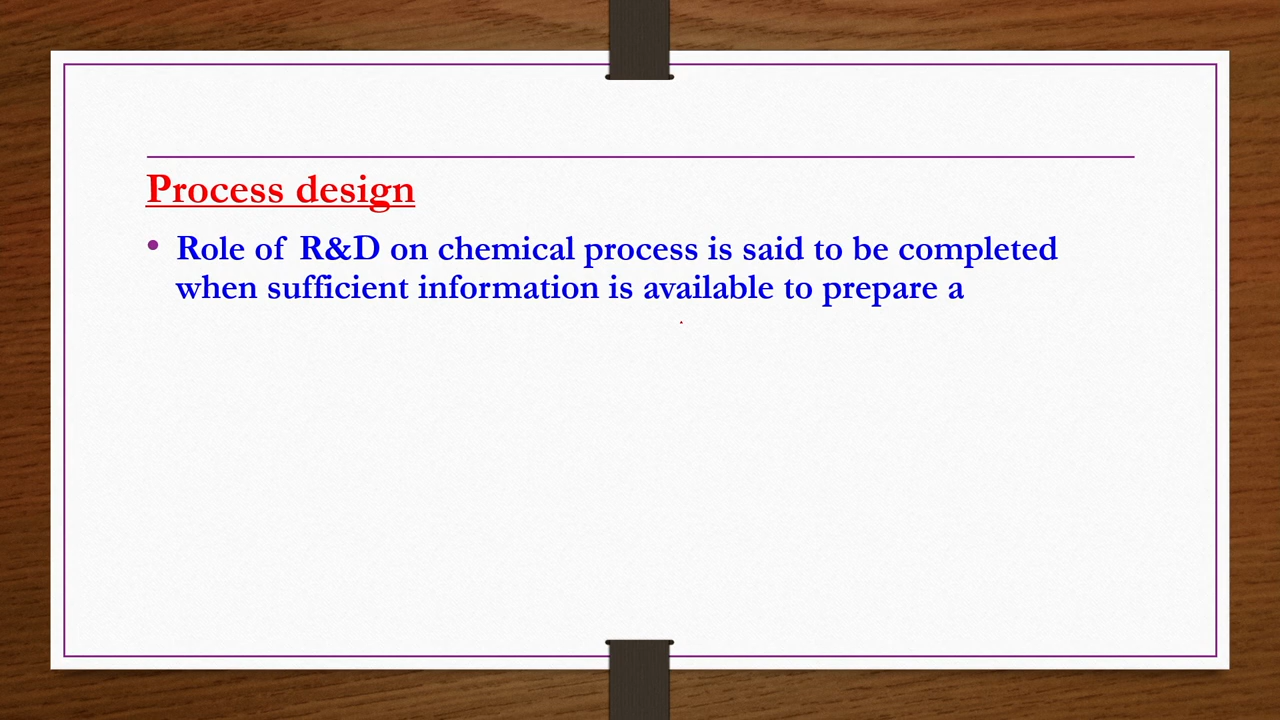 Process design
• Role of R&D on chemical process is said to be completed
when sufficient information is available to prepare a